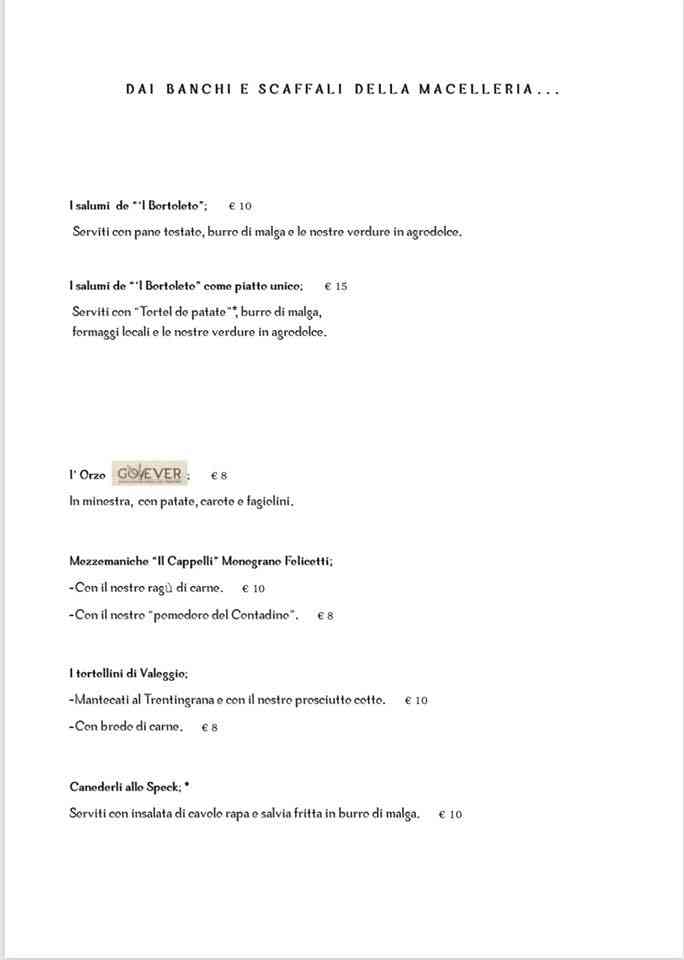 DAI BANCHI E SCAFFALI DELLA MACELLERIA...
I salumi de “‘l Bortoleto”; € 10
Serviti con pane tostato, burro di malga e le nostre verdure in agrodolce.
I salumi de “‘l Bortoleto” come piatto unico; € 15
Serviti con “Tortel de patate”*, burro di malga,
formaggi locali e le nostre verdure in agrodolce.
l’ Orzo GOEVER; € 8
In minestra, con patate, carote e fagiolini.
Mezzemaniche “Il Cappelli” Monograno Felicetti;
-Con il nostro ragù di carne. € 10
-Con il nostro “pomodoro del Contadino”. € 8
I tortellini di Valeggio;
-Mantecati al Trentingrana e con il nostro prosciutto cotto. € 10
-Con brodo di carne. € 8
Canederli allo Speck; *
Serviti con insalata di cavolo rapa e salvia fritta in burro di malga. € 10